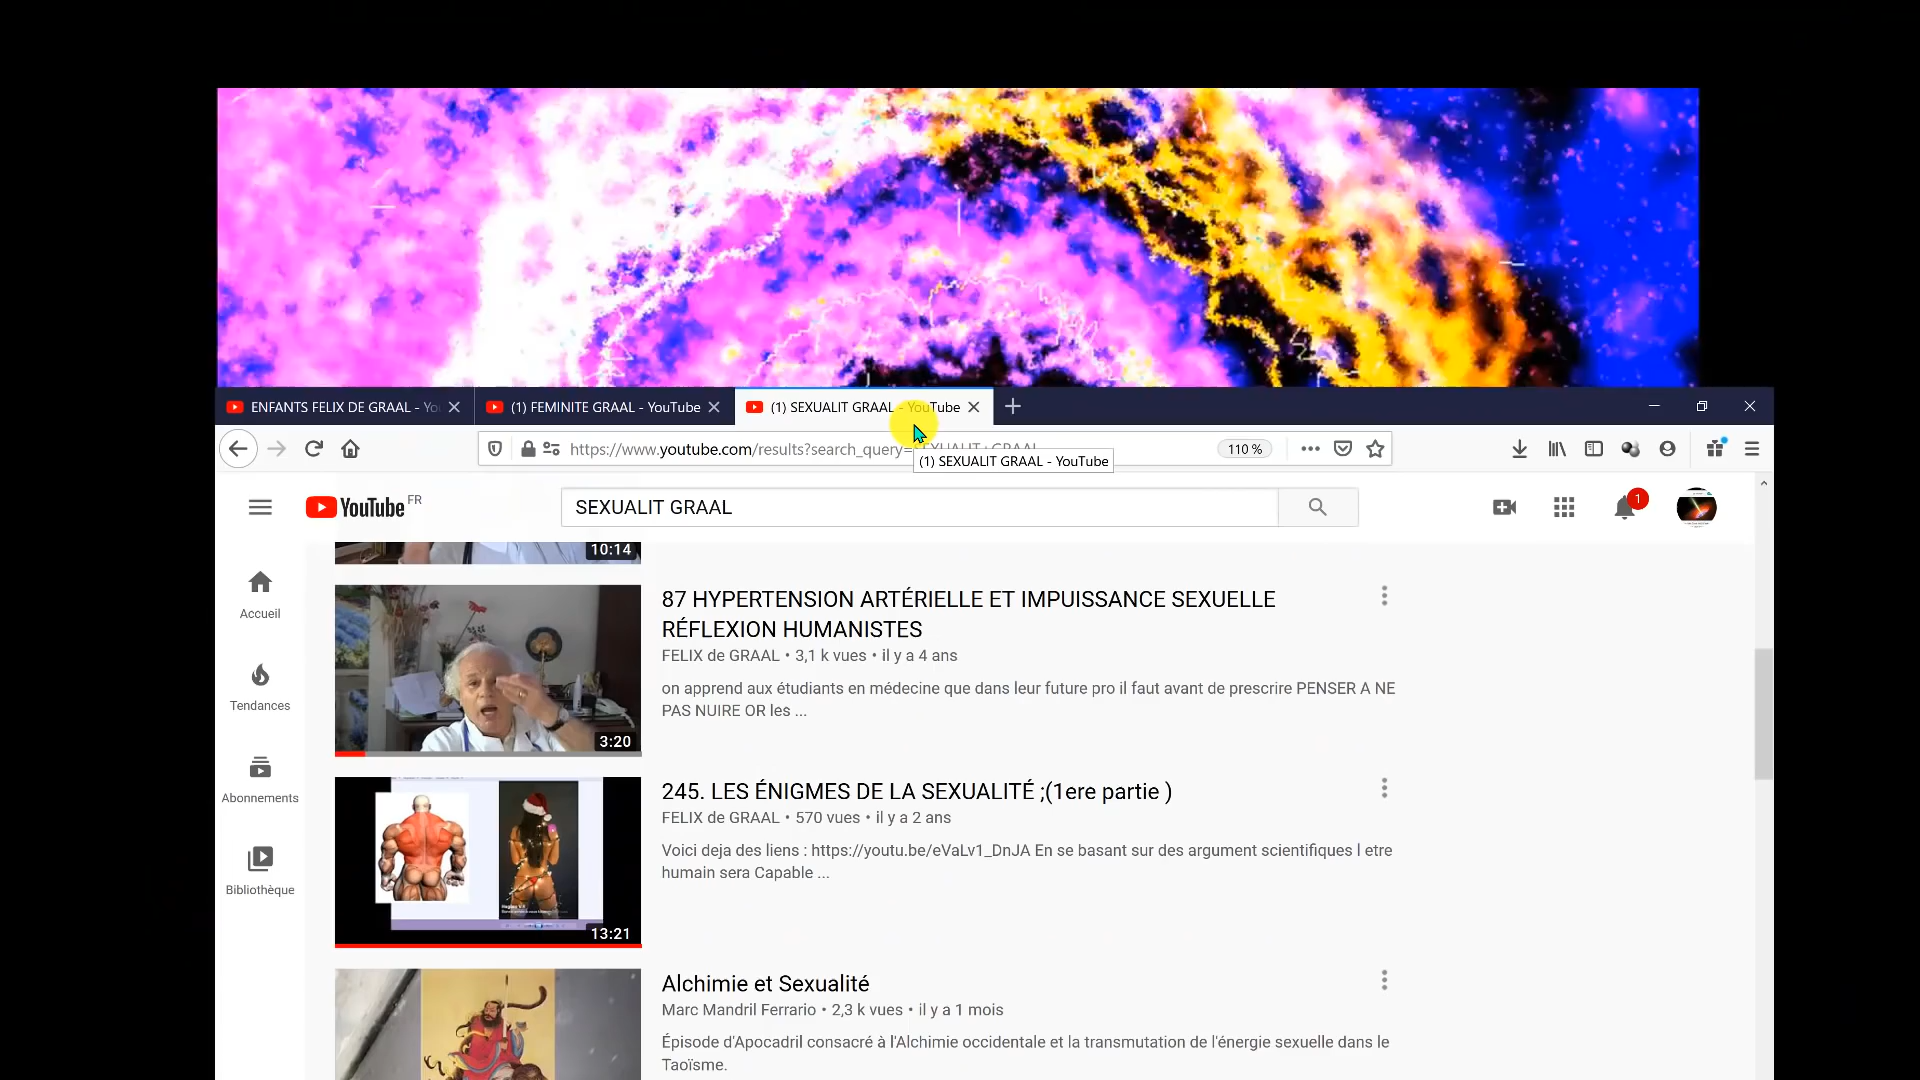 ENFANTS FELIX DE GRAAL - Yo
(1) FEMINITE GRAAL - YouTube
(1) SEXUALIT GRAAL - YouTube
https://www.youtube.com/results?search_query=
GRAAL
110 %
(1) SEXUALIT GRAAL - YouTube
YouTube FR
SEXUALIT GRAAL
1
Accueil
Tendances
Abonnements
Bibliothèque
10:14
3:20
87 HYPERTENSION ARTÉRIELLE ET IMPUISSANCE SEXUELLE
RÉFLEXION HUMANISTES
FELIX de GRAAL • 3,1 k vues • il y a 4 ans
on apprend aux étudiants en médecine que dans leur future pro il faut avant de prescrire PENSER A NE
PAS NUIRE OR les ...
13:21
245. LES ÉNIGMES DE LA SEXUALITÉ ;(1ere partie )
FELIX de GRAAL • 570 vues • il y a 2 ans
Voici deja des liens : https://youtu.be/eVaLv1_DnJA En se basant sur des argument scientifiques l etre
humain sera Capable ...
Alchimie et Sexualité
Marc Mandril Ferrario • 2,3 k vues • il y a 1 mois
Épisode d'Apocadril consacré à l'Alchimie occidentale et la transmutation de l'énergie sexuelle dans le
Taoïsme.